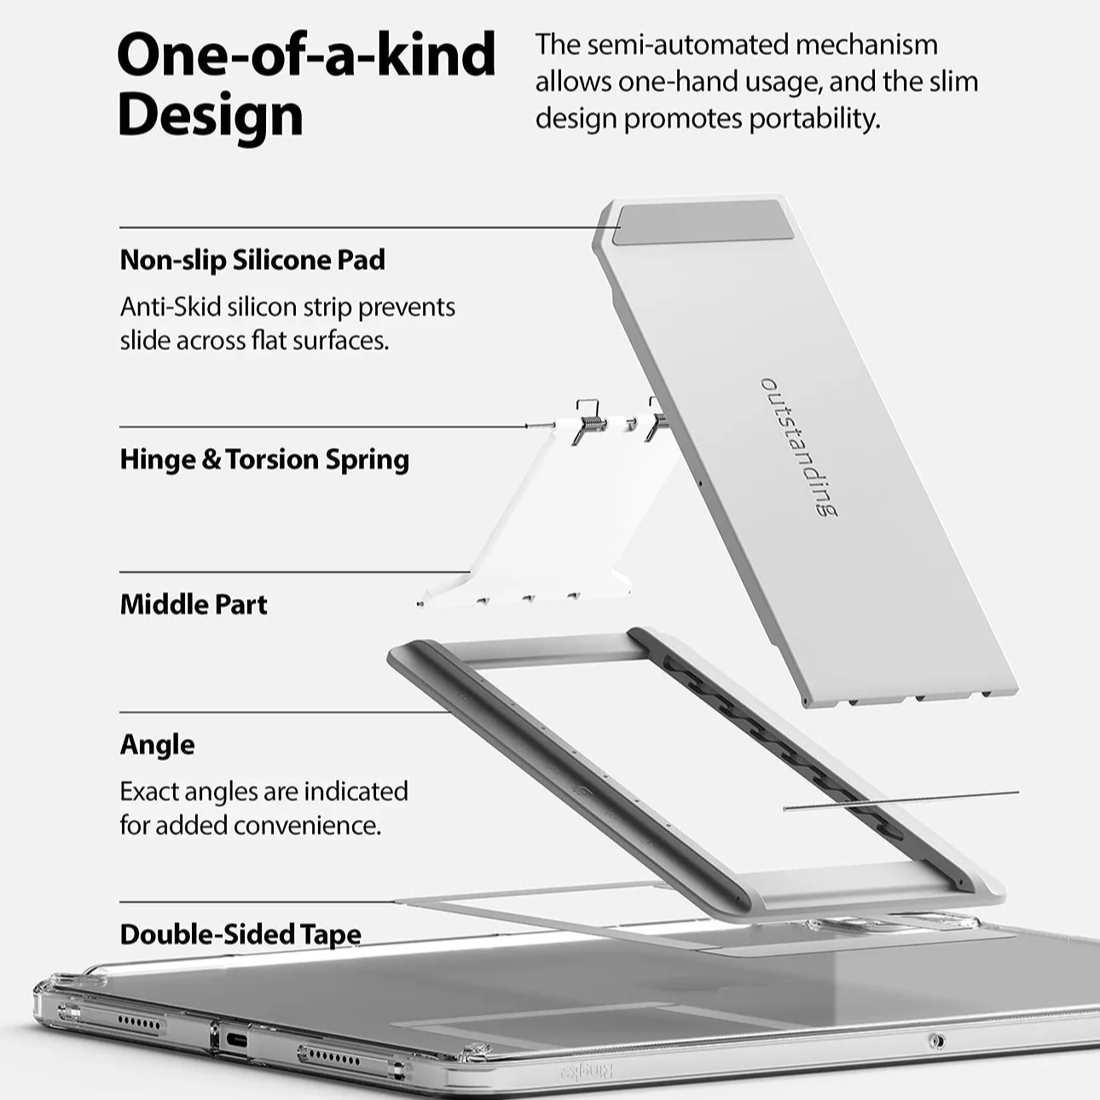 One-of-a-kind
Design
The semi-automated mechanism
allows one-hand usage, and the slim
design promotes portability.
Non-slip Silicone Pad
Anti-Skid silicon strip prevents
slide across flat surfaces.
outstanding
Hinge & Torsion Spring
Middle Part
Angle
Exact angles are indicated
for added convenience.
Double-Sided Tape
Ringke